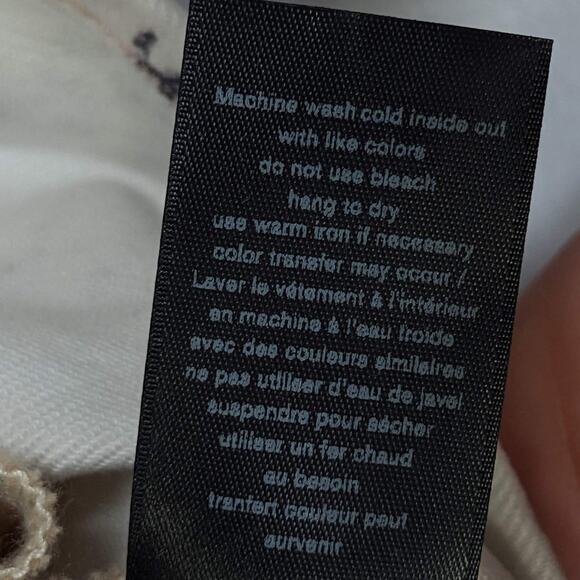 Machine wash cold inside out
with like colors
do not use bleach
hang to dry
use warm iron if necessary
color transfer may occur /
Laver le vêtement à l'intérieur
en machine à l'eau froide
avec des couleurs similaires
ne pas utiliser d'eau de javel
suspendre pour sécher
utiliser un fer chaud
au besoin
tranfert couleur peut
survenir